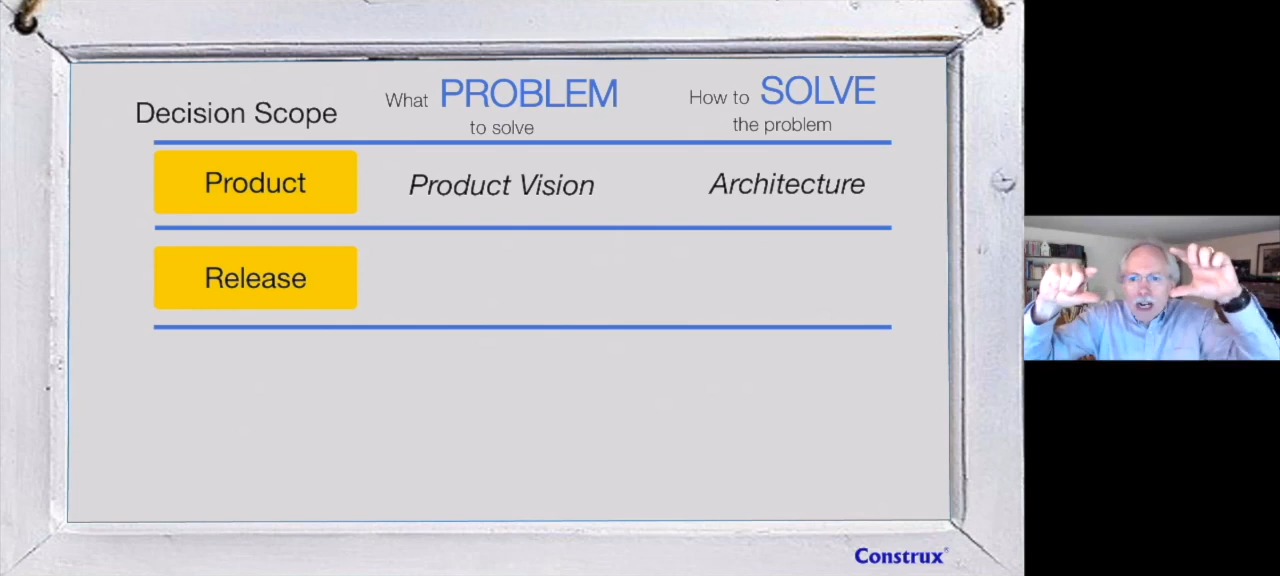 Decision Scope
What PROBLEM
to solve
How to SOLVE
the problem
Product
Product Vision
Architecture
Release
Construx®